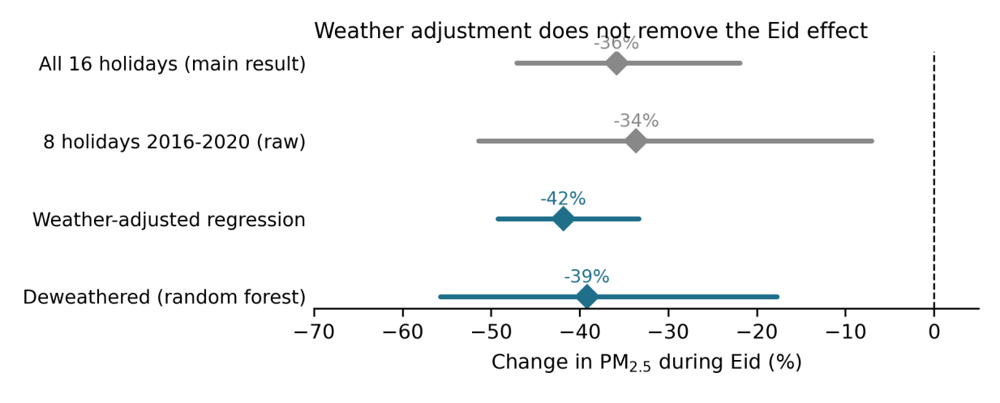 Weather adjustment does not remove the Eid effect
-36%
All 16 holidays (main result)
-34%
8 holidays 2016-2020 (raw)
-42%
Weather-adjusted regression
-39%
Deweathered (random forest)
−70 −60 −50 −40 −30 −20 −10 0
Change in PM₂.₅ during Eid (%)